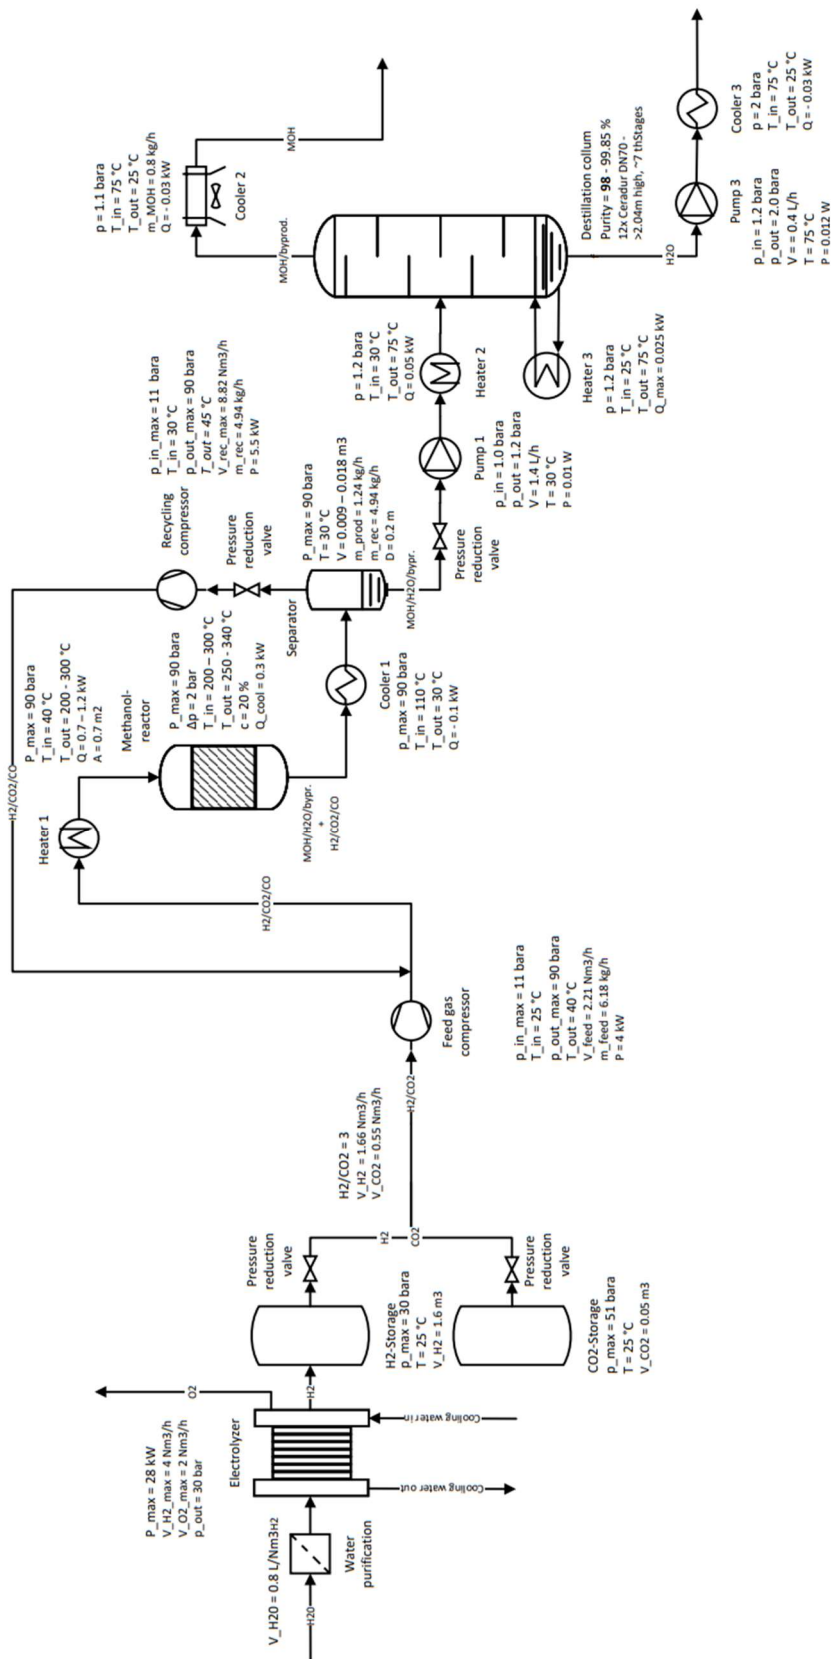 V_H20 = 0.8 L/Nm3H2
H2O
Water
purification
P_max = 28 kW
V_H2_max = 4 Nm3/h
V_O2_max = 2 Nm3/h
p_out = 30 bar
Electrolyzer
O2
H2
Cooling water out
Cooling water in
Pressure
reduction
valve
H2-Storage
p_max = 30 bara
T = 25 °C
V_H2 = 1.6 m3
CO2-Storage
p_max = 51 bara
T = 25 °C
V_CO2 = 0.05 m3
Pressure
reduction
valve
H2
CO2
H2/CO2 = 3
V_H2 = 1.66 Nm3/h
V_CO2 = 0.55 Nm3/h
H2/CO2
Feed gas
compressor
p_in_max = 11 bara
T_in = 25 °C
p_out_max = 90 bara
T_out = 40 °C
V_feed = 2.21 Nm3/h
m_feed = 6.18 kg/h
P = 4 kW
H2/CO2/CO
H2/CO2/CO
Heater 1
P_max = 90 bara
T_in = 40 °C
T_out = 200 - 300 °C
Q = 0.7 – 1.2 kW
A = 0.7 m2
Methanol-
reactor
P_max = 90 bara
Δp = 2 bar
T_in = 200 – 300 °C
T_out = 250 - 340 °C
c = 20 %
Q_cool = 0.3 kW
MOH/H2O/bypr.
+
H2/CO2/CO
Cooler 1
p_max = 90 bara
T_in = 110 °C
T_out = 30 °C
Q = - 0.1 kW
Separator
P_max = 90 bara
T = 30 °C
V = 0.009 – 0.018 m3
m_prod = 1.24 kg/h
m_rec = 4.94 kg/h
D = 0.2 m
Pressure
reduction
valve
Recycling
compressor
p_in_max = 11 bara
T_in = 30 °C
p_out_max = 90 bara
T_out = 45 °C
V_rec_max = 8.82 Nm3/h
m_rec = 4.94 kg/h
P = 5.5 kW
MOH/H2O/bypr.
Pressure
reduction
valve
Pump 1
p_in = 1.0 bara
p_out = 1.2 bara
V = 1.4 L/h
T = 30 °C
P = 0.01 W
Heater 2
p = 1.2 bara
T_in = 30 °C
T_out = 75 °C
Q = 0.05 kW
Heater 3
p = 1.2 bara
T_in = 25 °C
T_out = 75 °C
Q_max = 0.025 kW
MOH/byprod.
Cooler 2
p = 1.1 bara
T_in = 75 °C
T_out = 25 °C
m_MOH = 0.8 kg/h
Q = - 0.03 kW
MOH
Destillation collum
Purity = 98 - 99.85 %
12x Ceradur DN70 -
>2.04m high, ~7 thStages
H2O
Pump 3
p_in = 1.2 bara
p_out = 2.0 bara
V = = 0.4 L/h
T = 75 °C
P = 0.012 W
Cooler 3
p = 2 bara
T_in = 75 °C
T_out = 25 °C
Q = - 0.03 kW